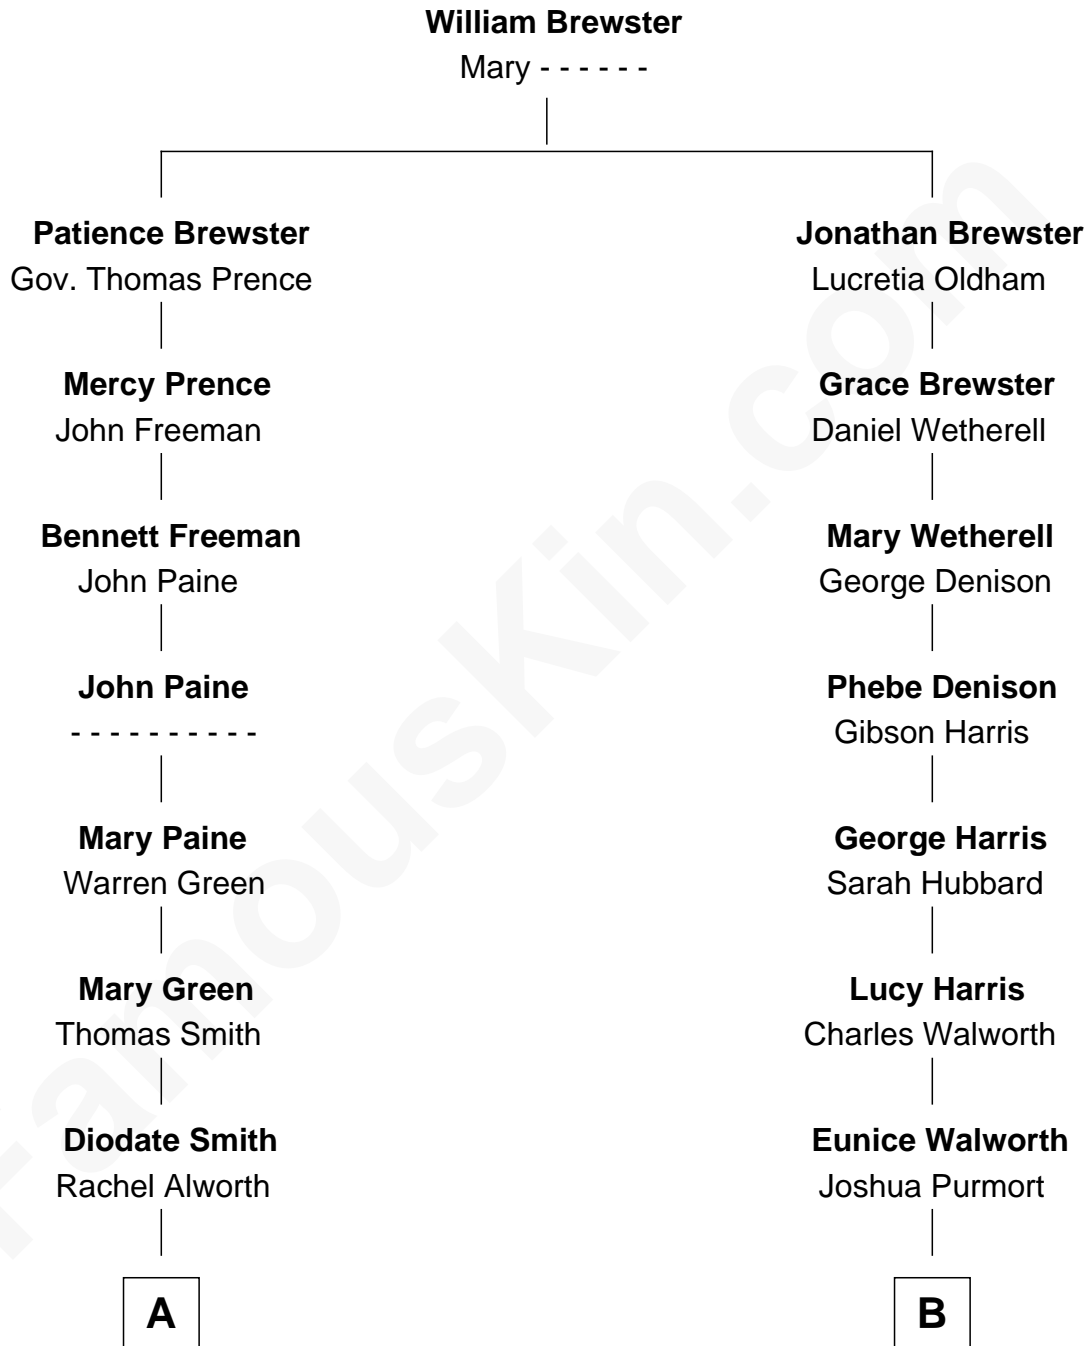 William Brewster
Mary - - - - - -
Patience Brewster
Gov. Thomas Prence
Jonathan Brewster
Lucretia Oldham
Mercy Prence
John Freeman
Grace Brewster
Daniel Wetherell
Bennett Freeman
John Paine
Mary Wetherell
George Denison
John Paine
- - - - - - - - - -
Phebe Denison
Gibson Harris
Mary Paine
Warren Green
George Harris
Sarah Hubbard
Mary Green
Thomas Smith
Lucy Harris
Charles Walworth
Diodate Smith
Rachel Alworth
Eunice Walworth
Joshua Purmort
A
B
FamousKin.com